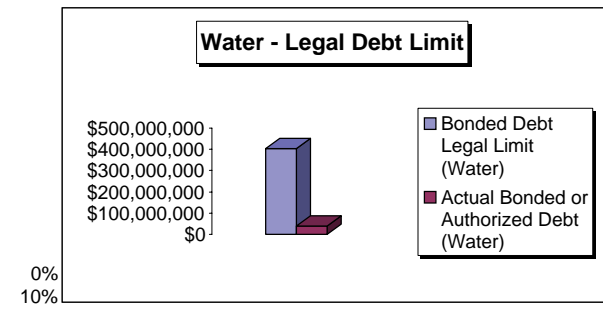 Water - Legal Debt Limit
$500,000,000
$400,000,000
$300,000,000
$200,000,000
$100,000,000
$0
Bonded Debt
Legal Limit
(Water)
Actual Bonded or
Authorized Debt
(Water)
0%
10%